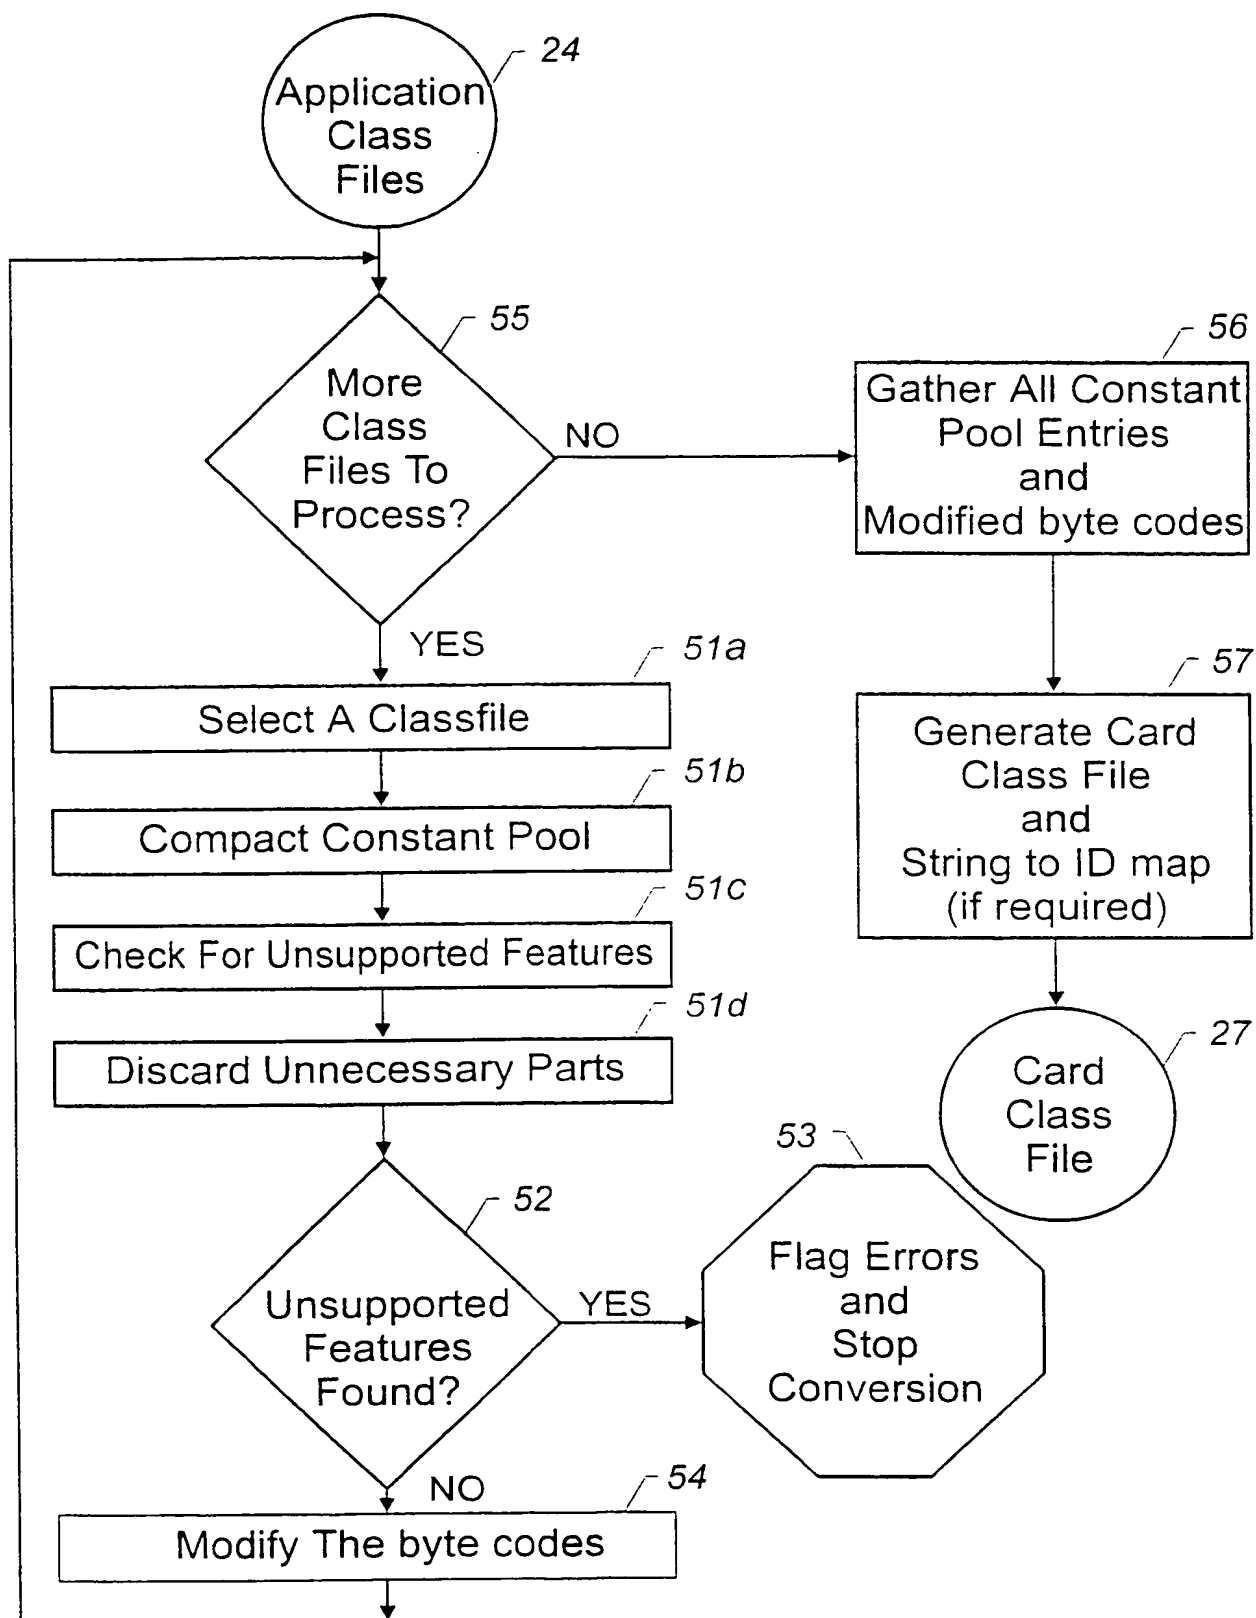 24
Application
Class
Files
55
More
Class
Files To
Process?
NO
YES
56
Gather All Constant
Pool Entries
and
Modified byte codes
51a
Select A Classfile
57
Generate Card
Class File
and
String to ID map
(if required)
51b
Compact Constant Pool
51c
Check For Unsupported Features
51d
Discard Unnecessary Parts
27
Card
Class
File
52
Unsupported
Features
Found?
YES
NO
53
Flag Errors
and
Stop
Conversion
54
Modify The byte codes